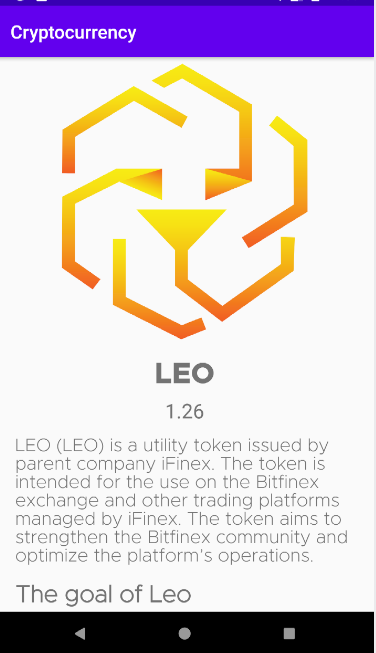 Cryptocurrency
LEO
1.26
LEO (LEO) is a utility token issued by
parent company iFinex. The token is
intended for the use on the Bitfinex
exchange and other trading platforms
managed by iFinex. The token aims to
strengthen the Bitfinex community and
optimize the platform's operations.
The goal of Leo